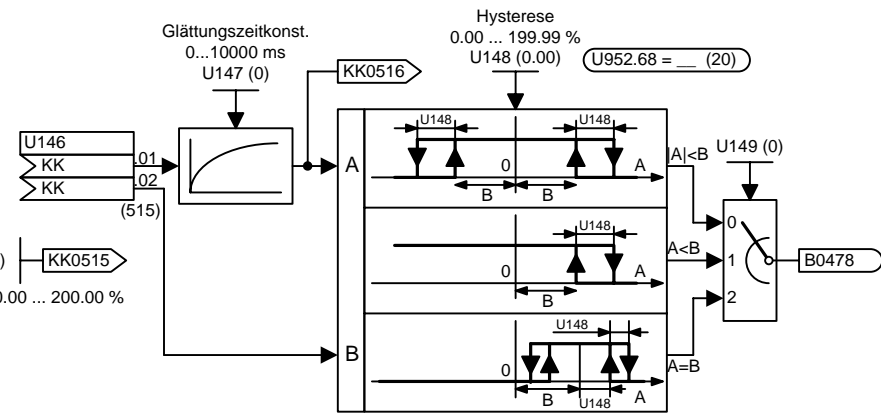 Glättungszeitkonst.
0...10000 ms
U147 (0)
KK0516
Hysterese
0.00 ... 199.99 %
U148 (0.00)
U952.68 = __ (20)
U146
KK
.01
KK
.02
(515)
)
KK0515
0.00 ... 200.00 %
A
B
U148
U148
0
A
B
B
|A|<B
U148
0
A
B
A<B
U148
0
B
U148
A
A=B
U149 (0)
0
1
2
B0478